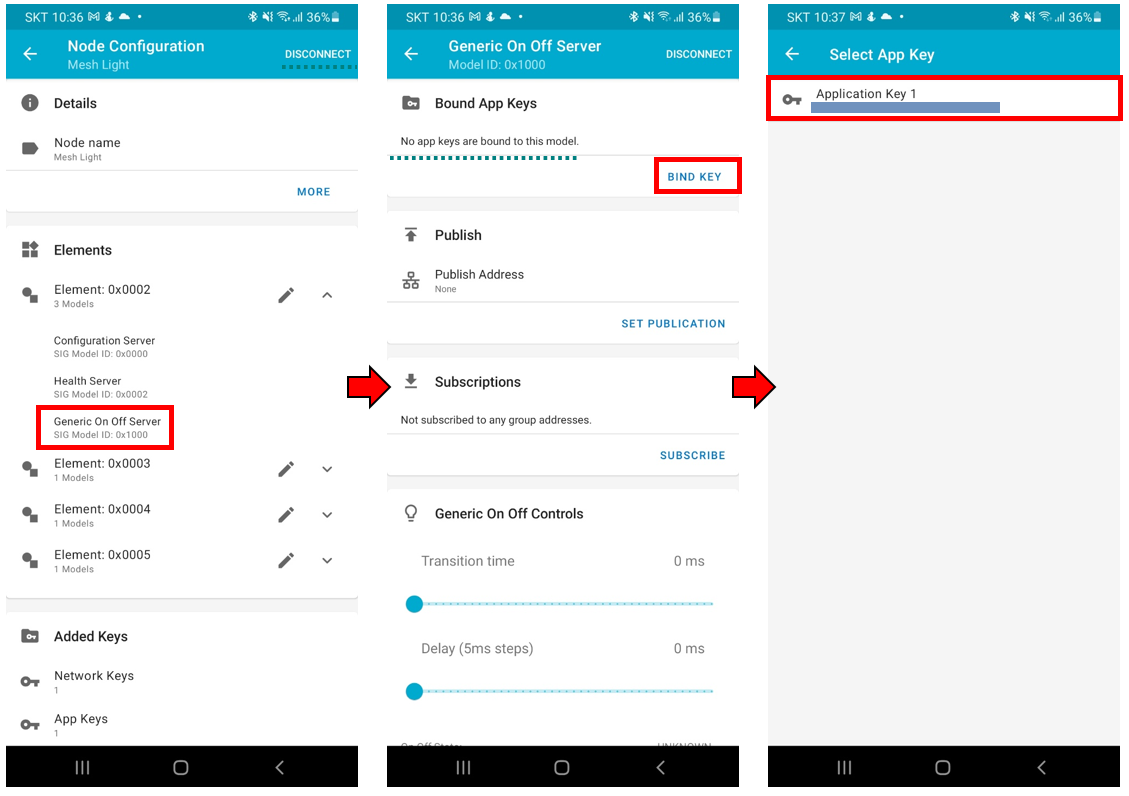 SKT 10:36
36%
Node Configuration
Mesh Light
DISCONNECT
Details
Node name
Mesh Light
MORE
Elements
Element: 0x0002
3 Models
Configuration Server
SIG Model ID: 0x0000
Health Server
SIG Model ID: 0x0002
Generic On Off Server
SIG Model ID: 0x1000
Element: 0x0003
1 Models
Element: 0x0004
1 Models
Element: 0x0005
1 Models
Added Keys
Network Keys
1
App Keys
1
SKT 10:36
36%
Generic On Off Server
Model ID: 0x1000
DISCONNECT
Bound App Keys
No app keys are bound to this model.
BIND KEY
Publish
Publish Address
None
SET PUBLICATION
Subscriptions
Not subscribed to any group addresses.
SUBSCRIBE
Generic On Off Controls
Transition time
0 ms
Delay (5ms steps)
0 ms
On Off State:
UNKNOWN
SKT 10:37
36%
Select App Key
Application Key 1